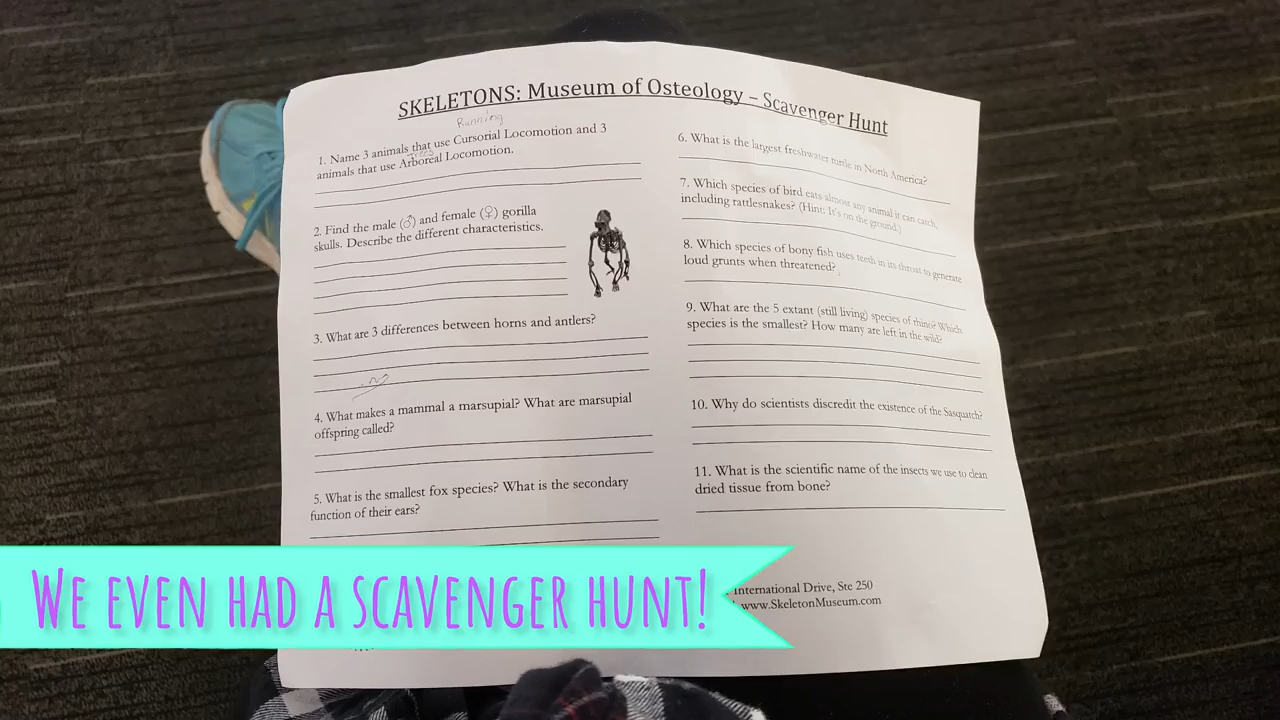 SKELETONS: Museum of Osteology – Scavenger Hunt
Running
1. Name 3 animals that use Cursorial Locomotion and 3
Trees
animals that use Arboreal Locomotion.
2. Find the male (♂) and female (♀) gorilla
skulls. Describe the different characteristics.
3. What are 3 differences between horns and antlers?
4. What makes a mammal a marsupial? What are marsupial
offspring called?
5. What is the smallest fox species? What is the secondary
function of their ears?
6. What is the largest freshwater turtle in North America?
7. Which species of bird eats almost any animal it can catch,
including rattlesnakes? (Hint: It's on the ground.)
8. Which species of bony fish uses teeth in its throat to generate
loud grunts when threatened?
9. What are the 5 extant (still living) species of rhino? Which
species is the smallest? How many are left in the wild?
10. Why do scientists discredit the existence of the Sasquatch?
11. What is the scientific name of the insects we use to clean
dried tissue from bone?
International Drive, Ste 250
www.SkeletonMuseum.com
WE EVEN HAD A SCAVENGER HUNT!